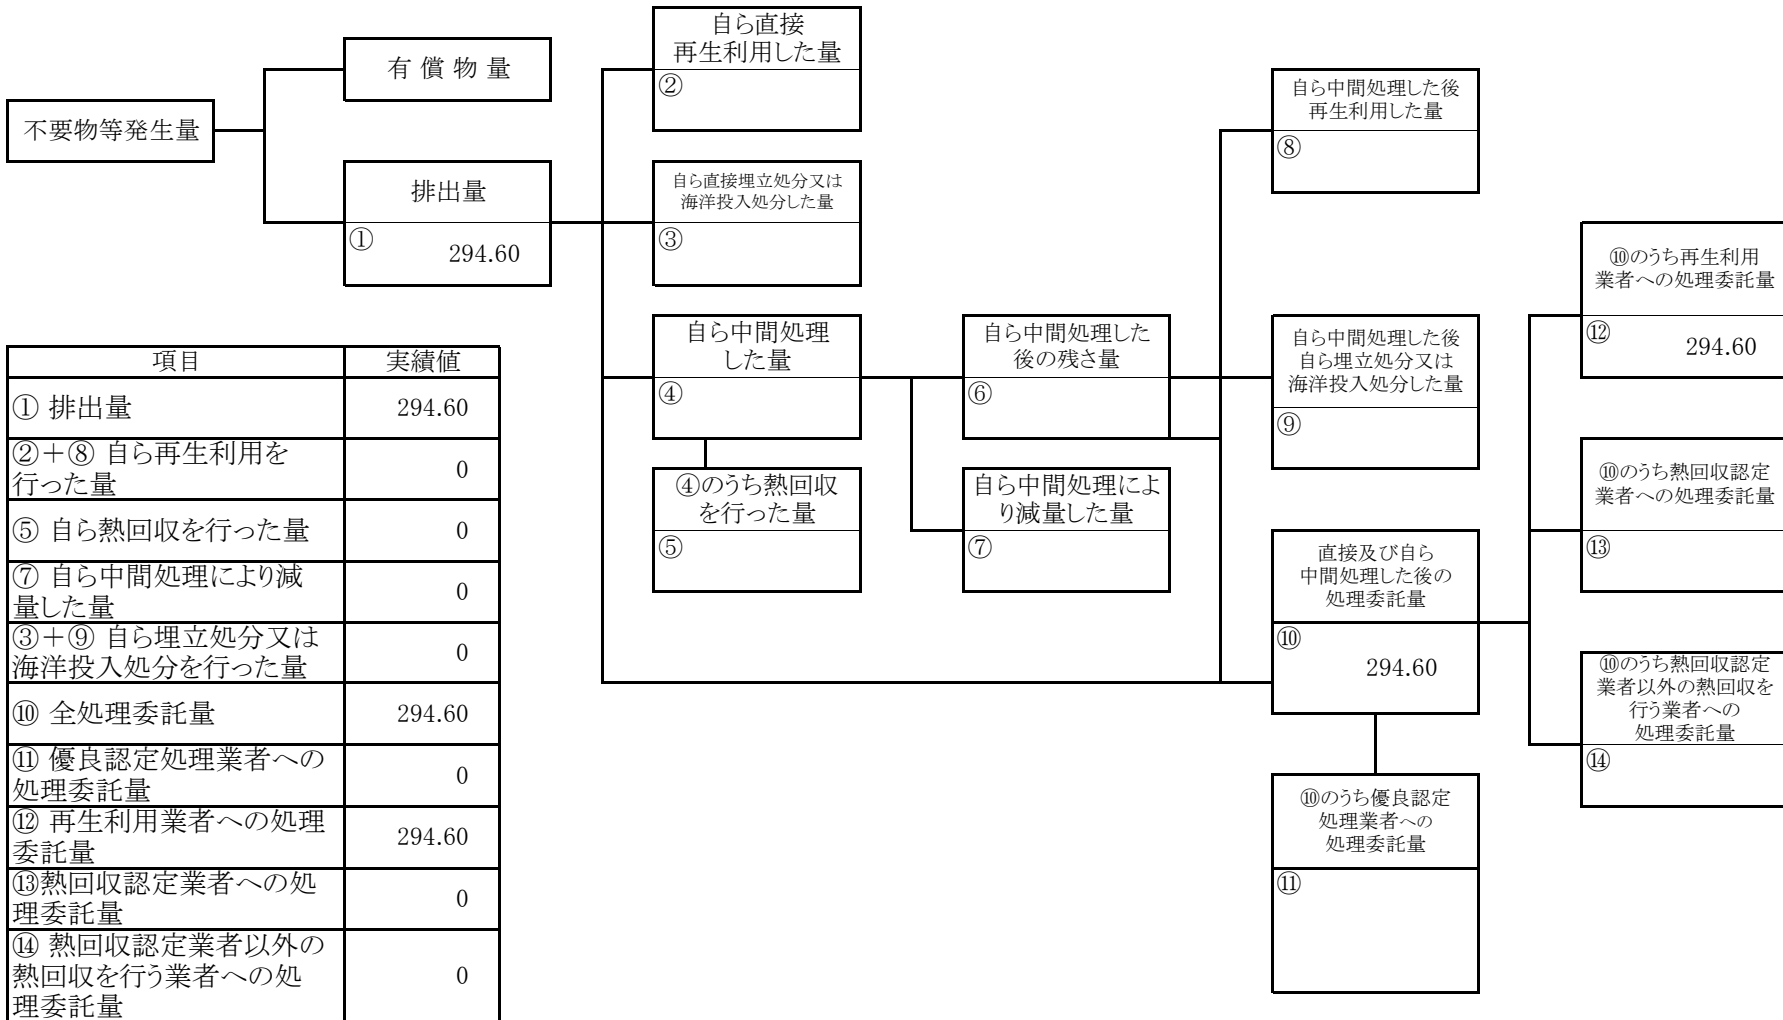 不要物等発生量
有 償 物 量
排出量
①
294.60
自ら直接
再生利用した量
②
自ら直接埋立処分又は
海洋投入処分した量
③
自ら中間処理
した量
④
④のうち熱回収
を行った量
⑤
自ら中間処理した
後の残さ量
⑥
自ら中間処理によ
り減量した量
⑦
自ら中間処理した後
再生利用した量
⑧
自ら中間処理した後
自ら埋立処分又は
海洋投入処分した量
⑨
直接及び自ら
中間処理した後の
処理委託量
⑩
294.60
⑩のうち優良認定
処理業者への
処理委託量
⑪
⑩のうち再生利用
業者への処理委託量
⑫
294.60
⑩のうち熱回収認定
業者への処理委託量
⑬
⑩のうち熱回収認定
業者以外の熱回収を
行う業者への
処理委託量
⑭
項目 実績値
① 排出量 294.60
②＋⑧ 自ら再生利用を
行った量 0
⑤ 自ら熱回収を行った量 0
⑦ 自ら中間処理により減
量した量 0
③＋⑨ 自ら埋立処分又は
海洋投入処分を行った量 0
⑩ 全処理委託量 294.60
⑪ 優良認定処理業者への
処理委託量 0
⑫ 再生利用業者への処理
委託量 294.60
⑬熱回収認定業者への処
理委託量 0
⑭ 熱回収認定業者以外の
熱回収を行う業者への処
理委託量 0